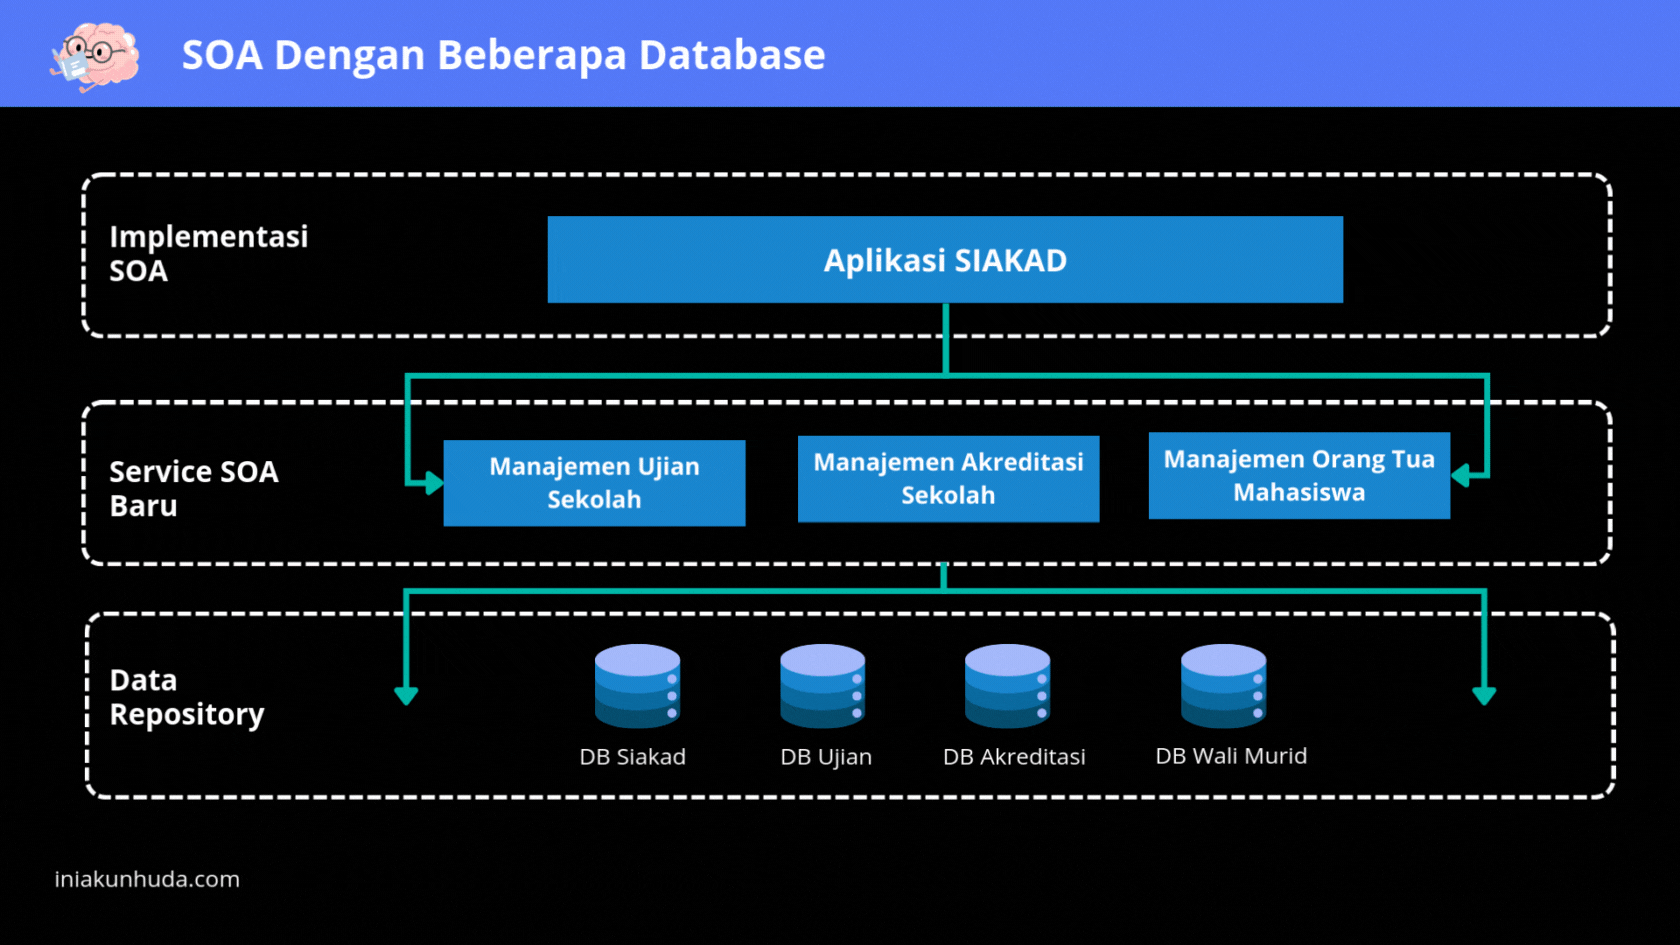 SOA Dengan Beberapa Database
Implementasi
SOA
Aplikasi SIAKAD
Service SOA
Baru
Manajemen Ujian
Sekolah
Manajemen Akreditasi
Sekolah
Manajemen Orang Tua
Mahasiswa
Data
Repository
DB Siakad
DB Ujian
DB Akreditasi
DB Wali Murid
iniakunhuda.com